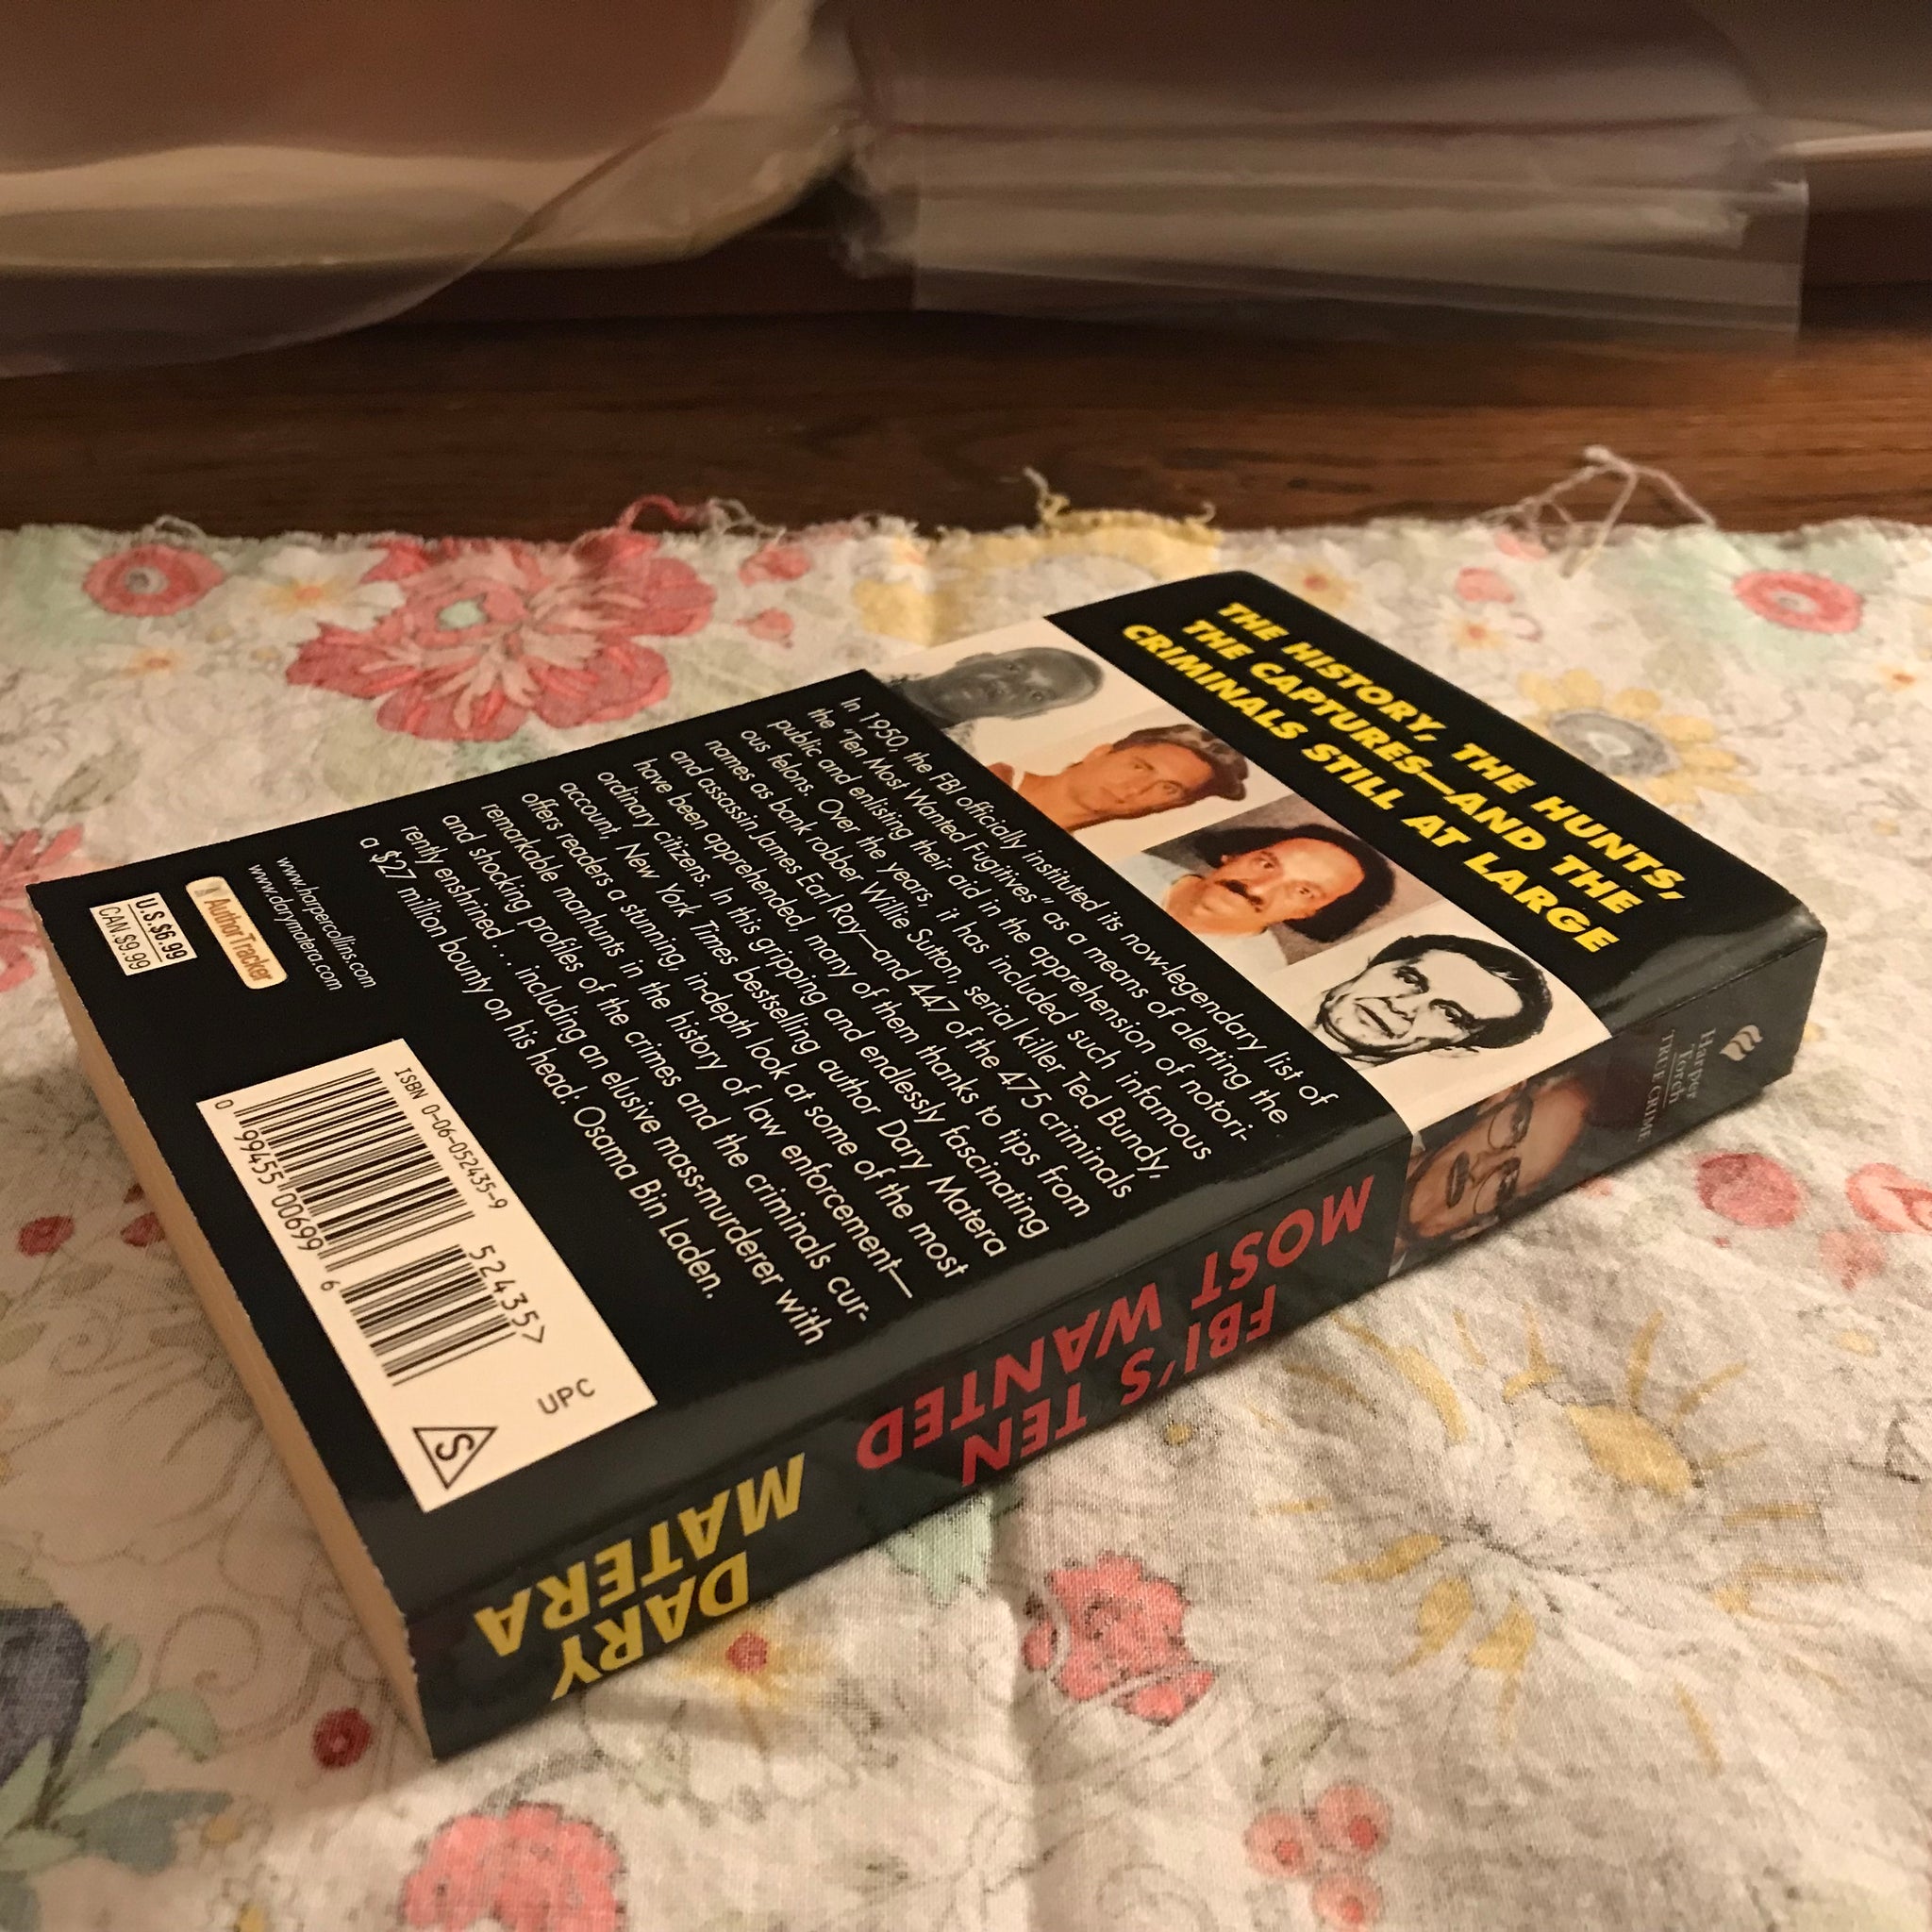 THE HISTORY, THE HUNTS,
THE CAPTURES—AND THE
CRIMINALS STILL AT LARGE
In 1950, the FBI officially instituted its now-legendary list of
the "Ten Most Wanted Fugitives" as a means of alerting the
public and enlisting their aid in the apprehension of notori-
ous felons. Over the years, it has included such infamous
names as bank robber Willie Sutton, serial killer Ted Bundy,
and assassin James Earl Ray—and 447 of the 475 criminals
have been apprehended, many of them thanks to tips from
ordinary citizens. In this gripping and endlessly fascinating
account, New York Times bestselling author Dary Matera
offers readers a stunning, in-depth look at some of the most
remarkable manhunts in the history of law enforcement—
and shocking profiles of the crimes and the criminals cur-
rently enshrined . . . including an elusive mass-murderer with
a $27 million bounty on his head: Osama Bin Laden.
www.harpercollins.com
www.darymatera.com
AuthorTracker
U.S.$6.99
CAN.$9.99
ISBN 0-06-052435-9
52435>
0 99455 00699 6
UPC
S
DARY
MATERA
FBI'S TEN
MOST WANTED
Harper
Torch
TRUE CRIME